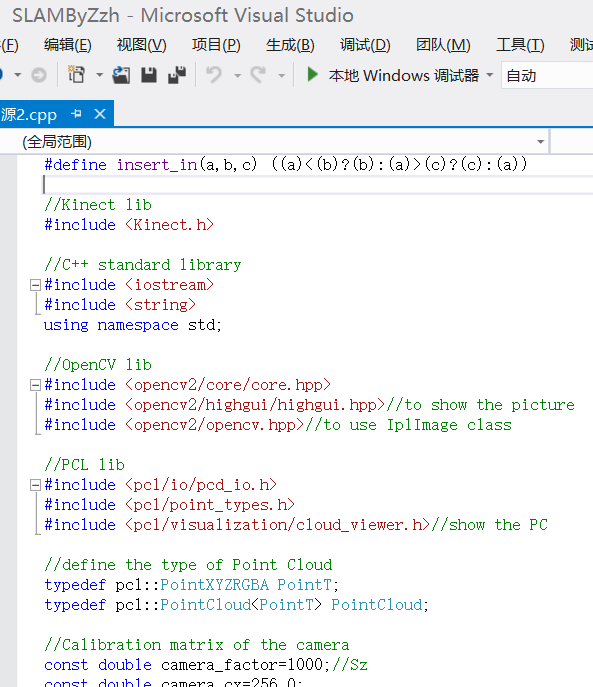 SLAMByZzh - Microsoft Visual Studio
(F) 编辑(E) 视图(V) 项目(P) 生成(B) 调试(D) 团队(M) 工具(T) 测试
本地 Windows 调试器 自动
源2.cpp
(全局范围)
#define insert_in(a,b,c) ((a)<(b)?(b):(a)>(c)?(c):(a))
//Kinect lib
#include <Kinect.h>
//C++ standard library
#include <iostream>
#include <string>
using namespace std;
//OpenCV lib
#include <opencv2/core/core.hpp>
#include <opencv2/highgui/highgui.hpp>//to show the picture
#include <opencv2/opencv.hpp>//to use IplImage class
//PCL lib
#include <pcl/io/pcd_io.h>
#include <pcl/point_types.h>
#include <pcl/visualization/cloud_viewer.h>//show the PC
//define the type of Point Cloud
typedef pcl::PointXYZRGBA PointT;
typedef pcl::PointCloud<PointT> PointCloud;
//Calibration matrix of the camera
const double camera_factor=1000;//Sz
const double camera_cx=256.0;